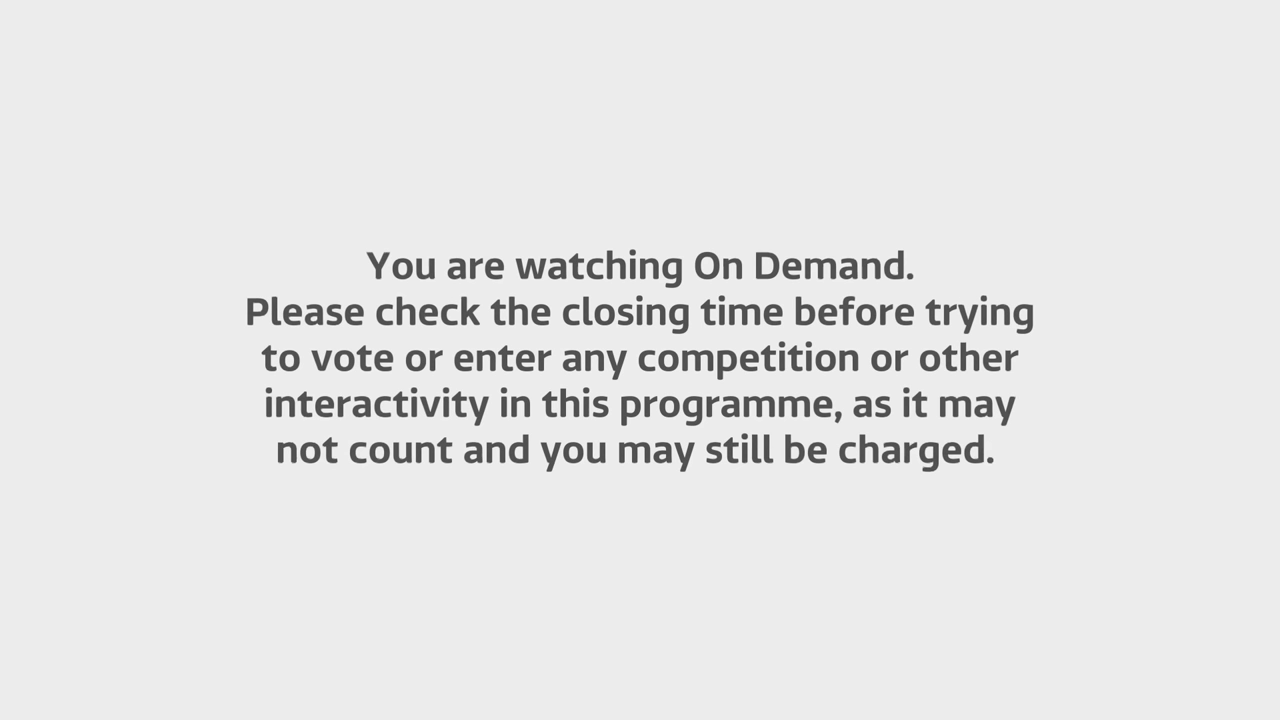 You are watching On Demand.
Please check the closing time before trying
to vote or enter any competition or other
interactivity in this programme, as it may
not count and you may still be charged.